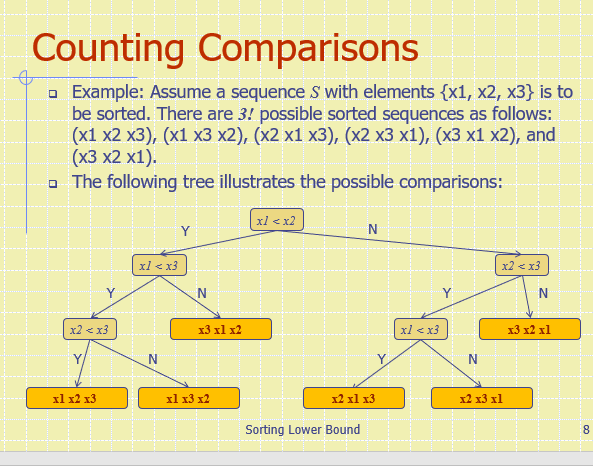 Counting Comparisons
Example: Assume a sequence S with elements {x1, x2, x3} is to
be sorted. There are 3! possible sorted sequences as follows:
(x1 x2 x3), (x1 x3 x2), (x2 x1 x3), (x2 x3 x1), (x3 x1 x2), and
(x3 x2 x1).
The following tree illustrates the possible comparisons:
x1 < x2
Y N
x1 < x3 x2 < x3
Y N Y N
x2 < x3 x3 x1 x2 x1 < x3 x3 x2 x1
Y N Y N
x1 x2 x3 x1 x3 x2 x2 x1 x3 x2 x3 x1
Sorting Lower Bound 8